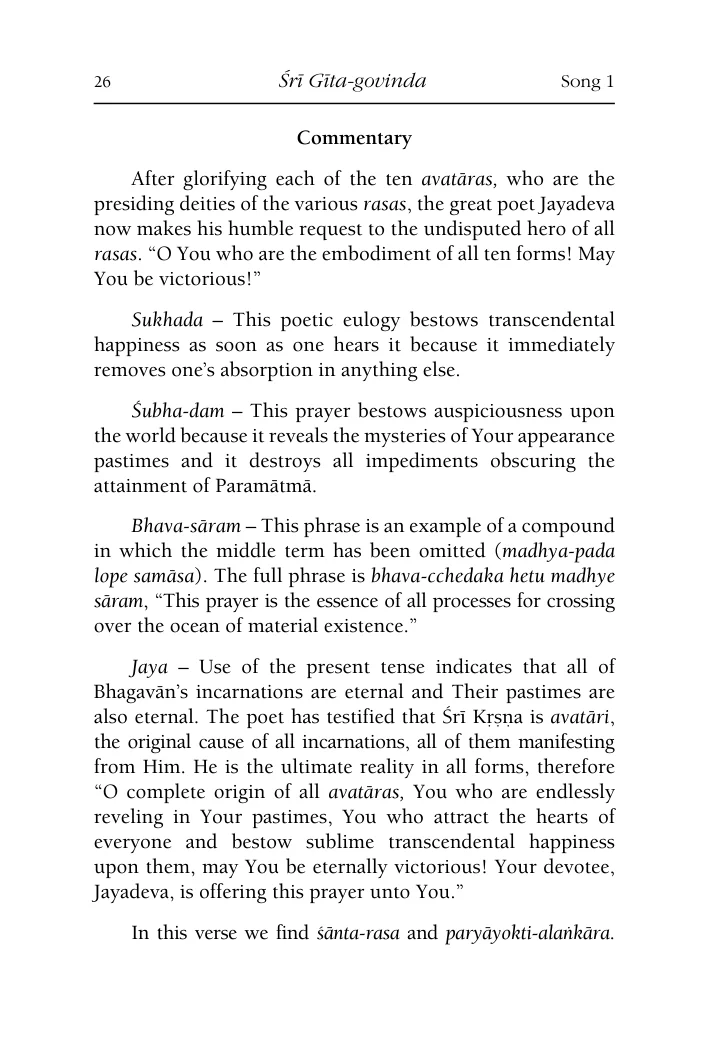 26 Śrī Gīta-govinda Song 1
Commentary
After glorifying each of the ten avatāras, who are the
presiding deities of the various rasas, the great poet Jayadeva
now makes his humble request to the undisputed hero of all
rasas. “O You who are the embodiment of all ten forms! May
You be victorious!”
Sukhada – This poetic eulogy bestows transcendental
happiness as soon as one hears it because it immediately
removes one’s absorption in anything else.
Śubha-dam – This prayer bestows auspiciousness upon
the world because it reveals the mysteries of Your appearance
pastimes and it destroys all impediments obscuring the
attainment of Paramātmā.
Bhava-sāram – This phrase is an example of a compound
in which the middle term has been omitted (madhya-pada
lope samāsa). The full phrase is bhava-cchedaka hetu madhye
sāram, “This prayer is the essence of all processes for crossing
over the ocean of material existence.”
Jaya – Use of the present tense indicates that all of
Bhagavān’s incarnations are eternal and Their pastimes are
also eternal. The poet has testified that Śrī Kṛṣṇa is avatāri,
the original cause of all incarnations, all of them manifesting
from Him. He is the ultimate reality in all forms, therefore
“O complete origin of all avatāras, You who are endlessly
reveling in Your pastimes, You who attract the hearts of
everyone and bestow sublime transcendental happiness
upon them, may You be eternally victorious! Your devotee,
Jayadeva, is offering this prayer unto You.”
In this verse we find śānta-rasa and paryāyokti-alaṅkāra.